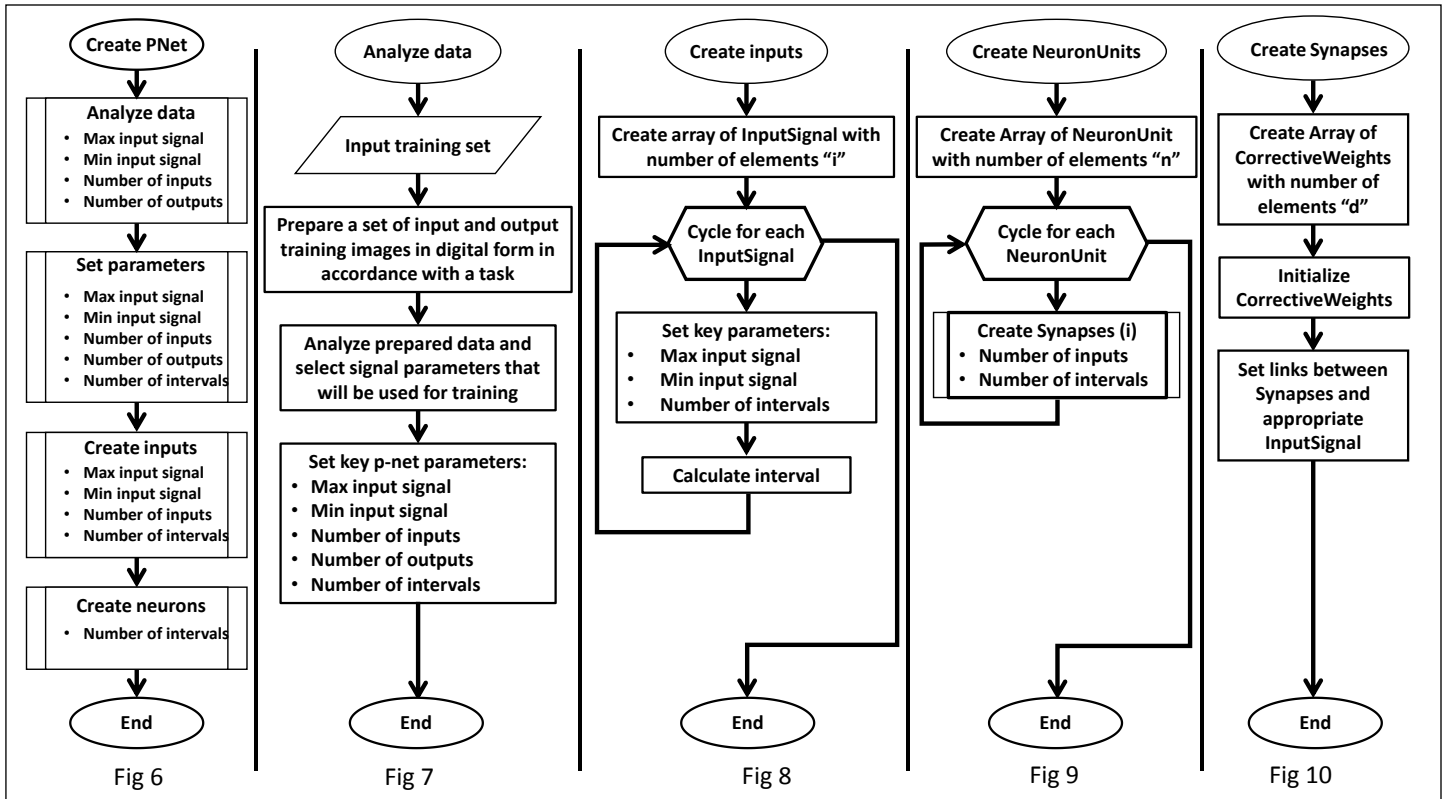 Create PNet
Analyze data
• Max input signal
• Min input signal
• Number of inputs
• Number of outputs
Set parameters
• Max input signal
• Min input signal
• Number of inputs
• Number of outputs
• Number of intervals
Create inputs
• Max input signal
• Min input signal
• Number of inputs
• Number of intervals
Create neurons
• Number of intervals
End
Fig 6
Analyze data
Input training set
Prepare a set of input and output
training images in digital form in
accordance with a task
Analyze prepared data and
select signal parameters that
will be used for training
Set key p-net parameters:
• Max input signal
• Min input signal
• Number of inputs
• Number of outputs
• Number of intervals
End
Fig 7
Create inputs
Create array of InputSignal with
number of elements “i”
Cycle for each
InputSignal
Set key parameters:
• Max input signal
• Min input signal
• Number of intervals
Calculate interval
End
Fig 8
Create NeuronUnits
Create Array of NeuronUnit
with number of elements “n”
Cycle for each
NeuronUnit
Create Synapses (i)
• Number of inputs
• Number of intervals
End
Fig 9
Create Synapses
Create Array of
CorrectiveWeights
with number of
elements “d”
Initialize
CorrectiveWeights
Set links between
Synapses and
appropriate
InputSignal
End
Fig 10